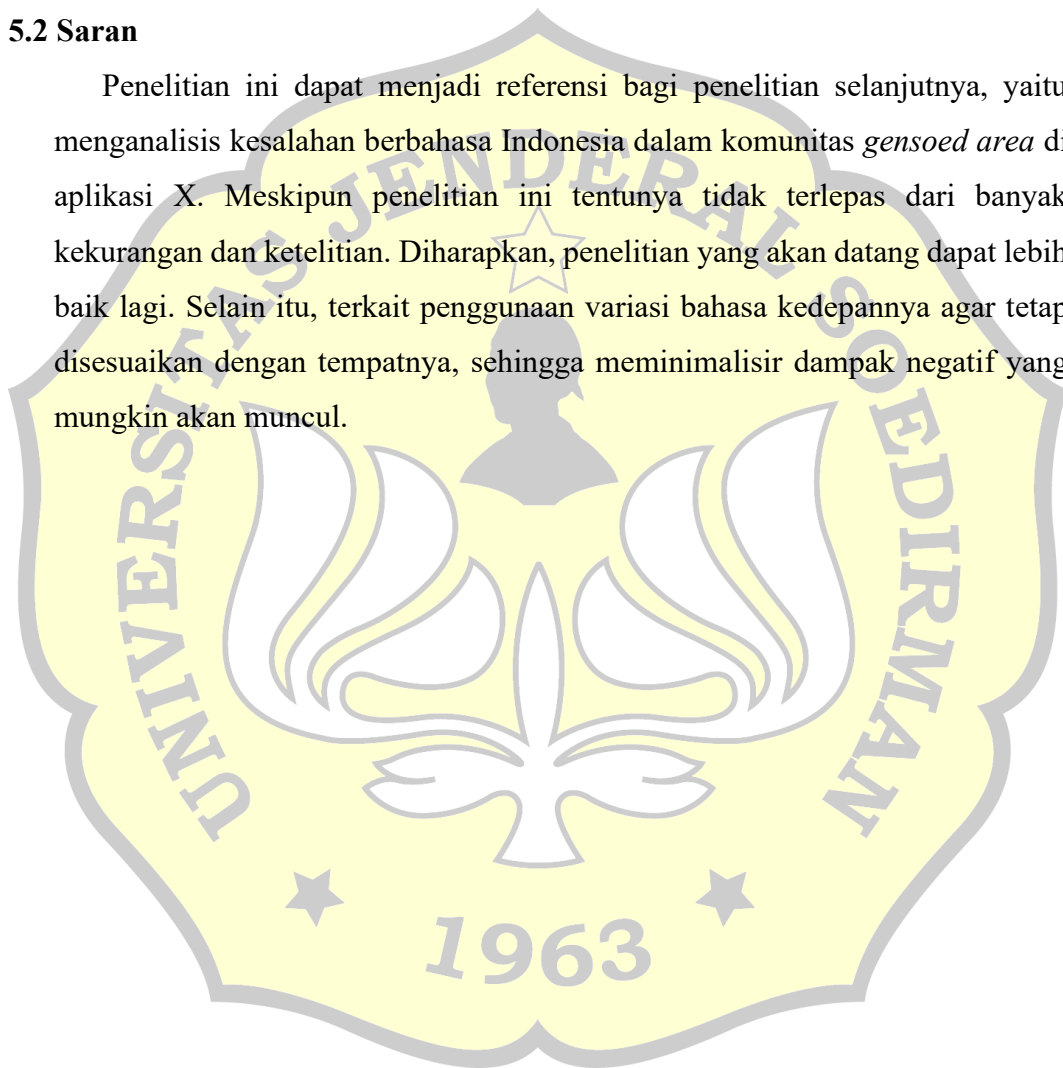 5.2 Saran
Penelitian ini dapat menjadi referensi bagi penelitian selanjutnya, yaitu
menganalisis kesalahan berbahasa Indonesia dalam komunitas gensoed area di
aplikasi X. Meskipun penelitian ini tentunya tidak terlepas dari banyak
kekurangan dan ketelitian. Diharapkan, penelitian yang akan datang dapat lebih
baik lagi. Selain itu, terkait penggunaan variasi bahasa kedepannya agar tetap
disesuaikan dengan tempatnya, sehingga meminimalisir dampak negatif yang
mungkin akan muncul.
UNIVERSITAS JENDERAL SOEDIRMAN
1963